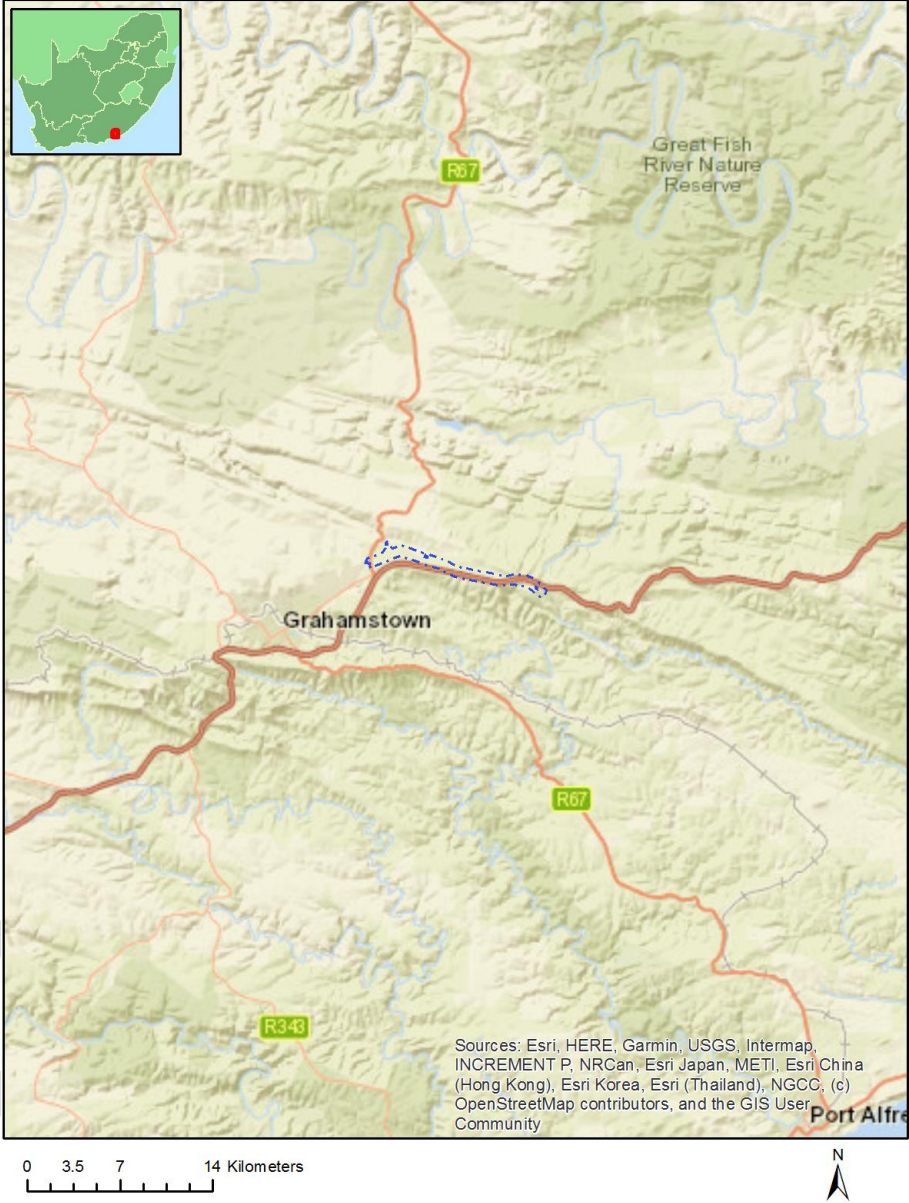 R67
Great Fish
River Nature
Reserve
Grahamstown
R67
R343
Sources: Esri, HERE, Garmin, USGS, Intermap,
INCREMENT P, NRCan, Esri Japan, METI, Esri China
(Hong Kong), Esri Korea, Esri (Thailand), NGCC, (c)
OpenStreetMap contributors, and the GIS User
Community
Port Alfre
0 3.5 7 14 Kilometers
N